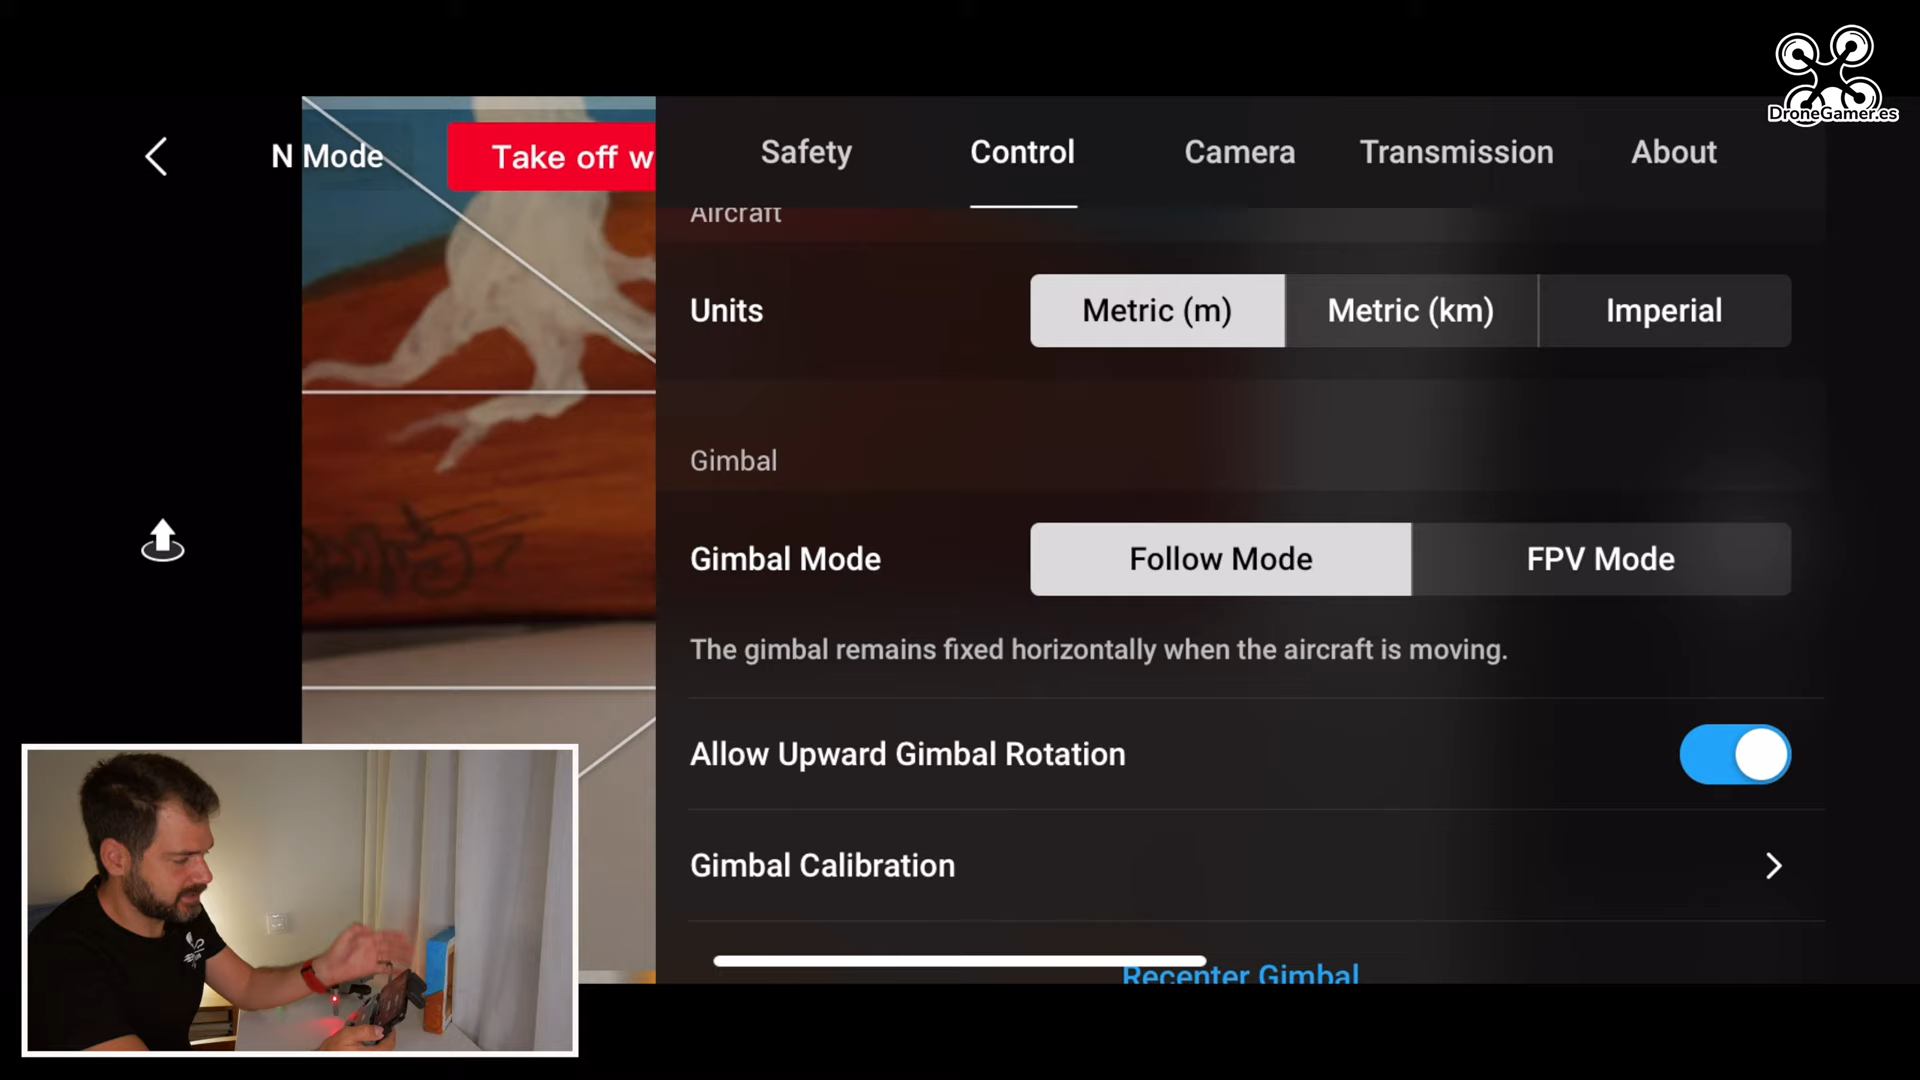 DroneGamer.es
N Mode
Take off w
Safety
Control
Camera
Transmission
About
Aircraft
Units
Metric (m)
Metric (km)
Imperial
Gimbal
Gimbal Mode
Follow Mode
FPV Mode
The gimbal remains fixed horizontally when the aircraft is moving.
Allow Upward Gimbal Rotation
Gimbal Calibration
Recenter Gimbal